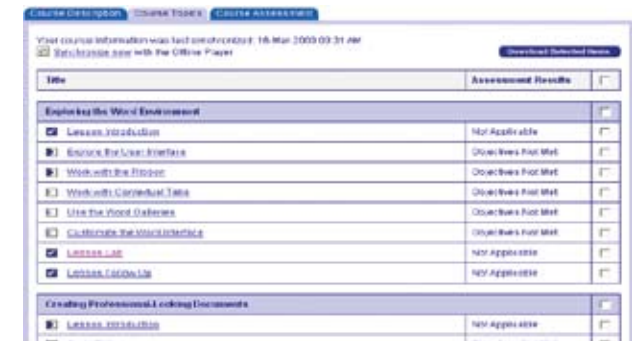 Course Description Course Topics Course Assessment
Your course information was last synchronized: 16-Mar-2009 09:31 AM
Synchronize now with the Offline Player
Download Selected Items
Title Assessment Results
Exploring the Word Environment
Lesson Introduction Not Applicable
Explore the User Interface Objectives Not Met
Work with the Ribbon Objectives Not Met
Work with Contextual Tabs Objectives Not Met
Use the Word Galleries Objectives Not Met
Customize the Word Interface Objectives Not Met
Lesson Lab Not Applicable
Lesson Follow Up Not Applicable
Creating Professional-Looking Documents
Lesson Introduction Not Applicable